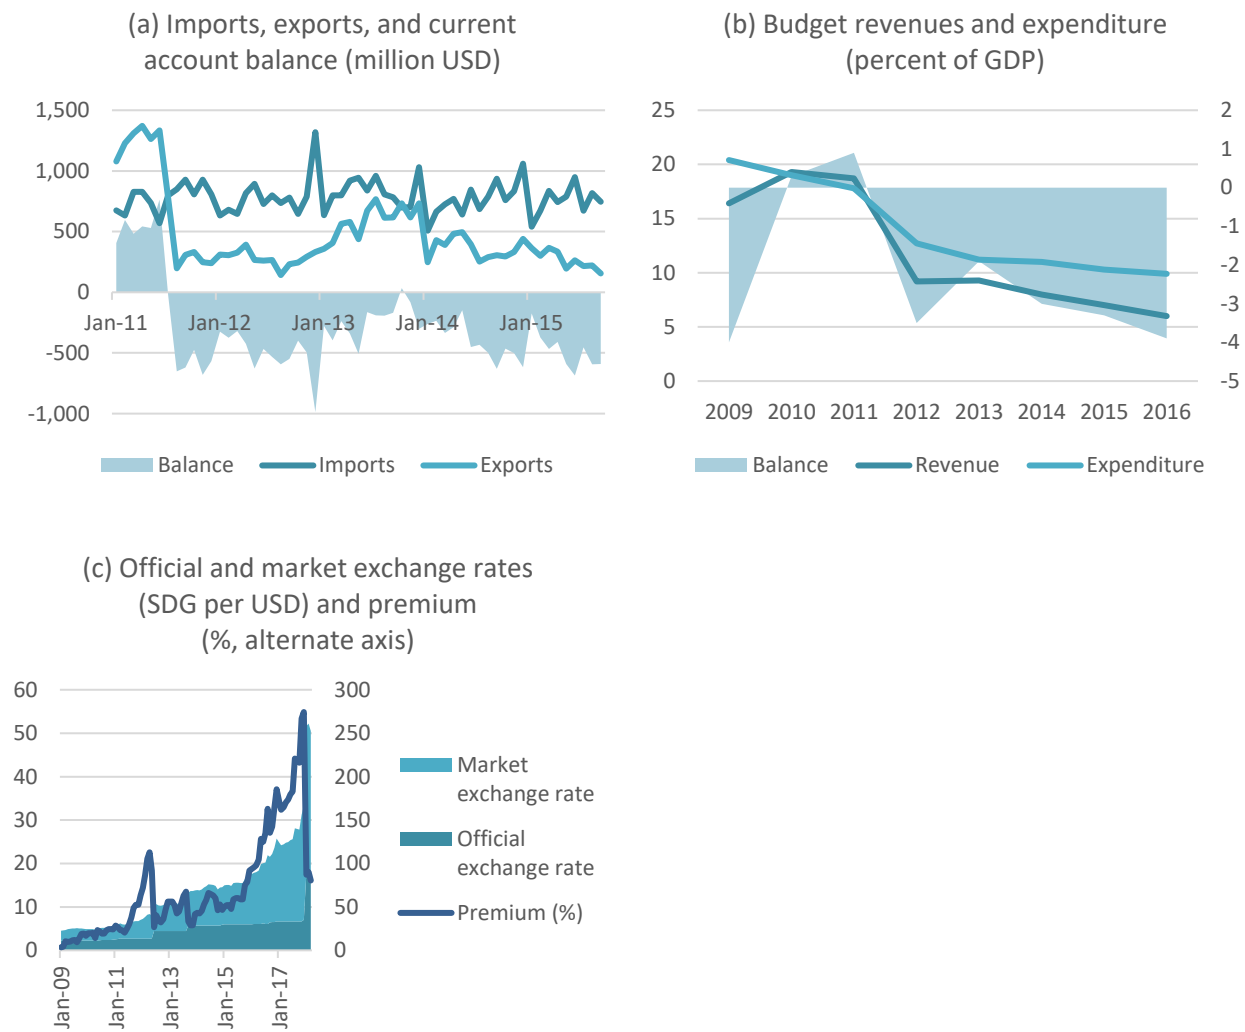 (a) Imports, exports, and current
account balance (million USD)
1,500
1,000
500
0
-500
-1,000
Jan-11
Jan-12
Jan-13
Jan-14
Jan-15
Balance
Imports
Exports
(b) Budget revenues and expenditure
(percent of GDP)
25
20
15
10
5
0
2
1
0
-1
-2
-3
-4
-5
2009
2010
2011
2012
2013
2014
2015
2016
Balance
Revenue
Expenditure
(c) Official and market exchange rates
(SDG per USD) and premium
(%, alternate axis)
60
50
40
30
20
10
0
300
250
200
150
100
50
0
Jan-09
Jan-11
Jan-13
Jan-15
Jan-17
Market
exchange rate
Official
exchange rate
Premium (%)